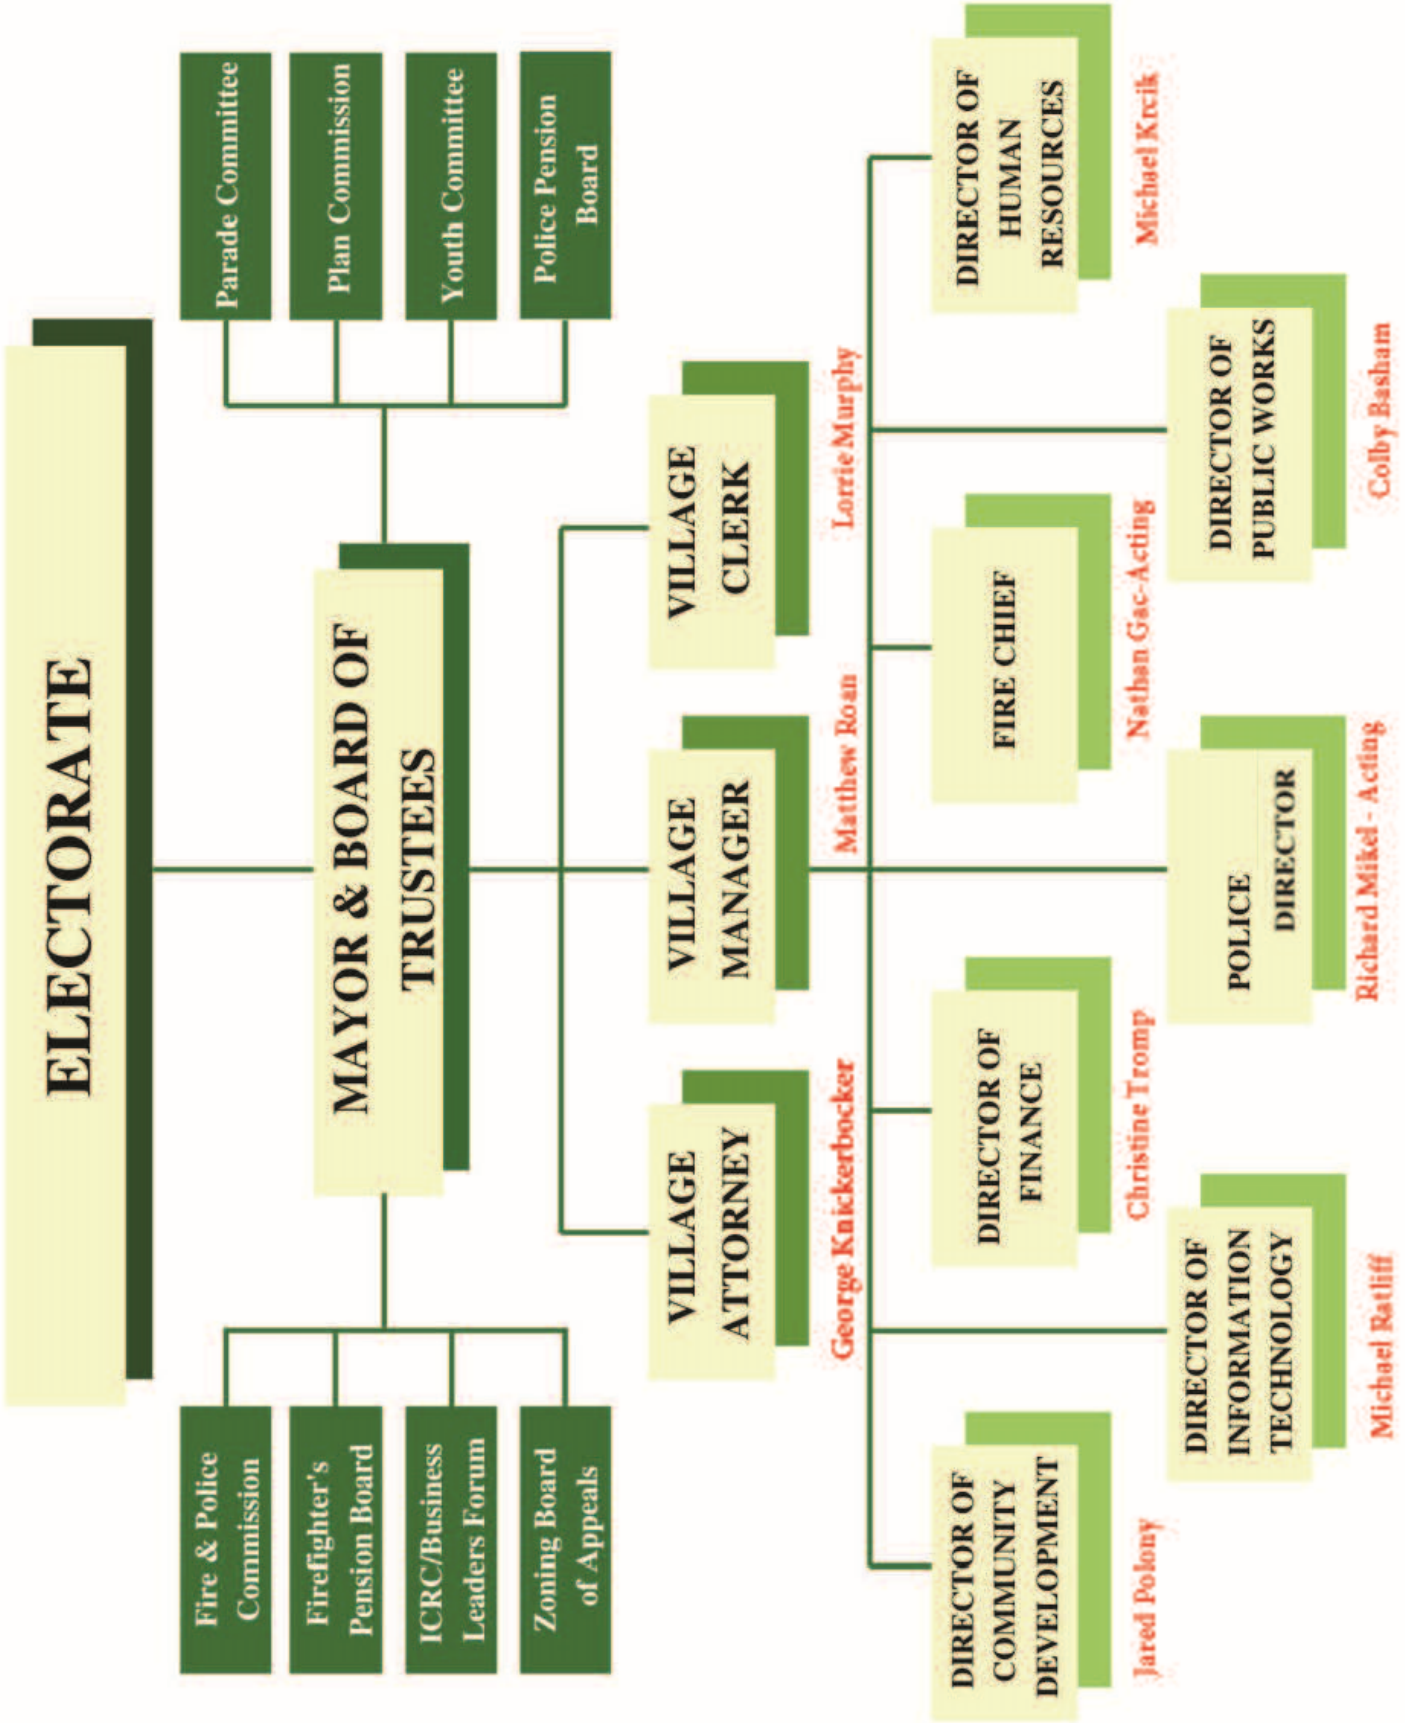 ELECTORATE
Fire & Police
Commission
Firefighter's
Pension Board
ICRC/Business
Leaders Forum
Zoning Board
of Appeals
MAYOR & BOARD OF
TRUSTEES
Parade Committee
Plan Commission
Youth Committee
Police Pension
Board
VILLAGE
ATTORNEY
George Knickerbocker
VILLAGE
MANAGER
Matthew Roan
VILLAGE
CLERK
Lorrie Murphy
DIRECTOR OF
COMMUNITY
DEVELOPMENT
Jared Polony
DIRECTOR OF
FINANCE
Christine Tromp
FIRE CHIEF
Nathan Gac-Acting
DIRECTOR OF
HUMAN
RESOURCES
Michael Krcik
DIRECTOR OF
INFORMATION
TECHNOLOGY
Michael Ratliff
POLICE
DIRECTOR
Richard Mikel - Acting
DIRECTOR OF
PUBLIC WORKS
Colby Basham